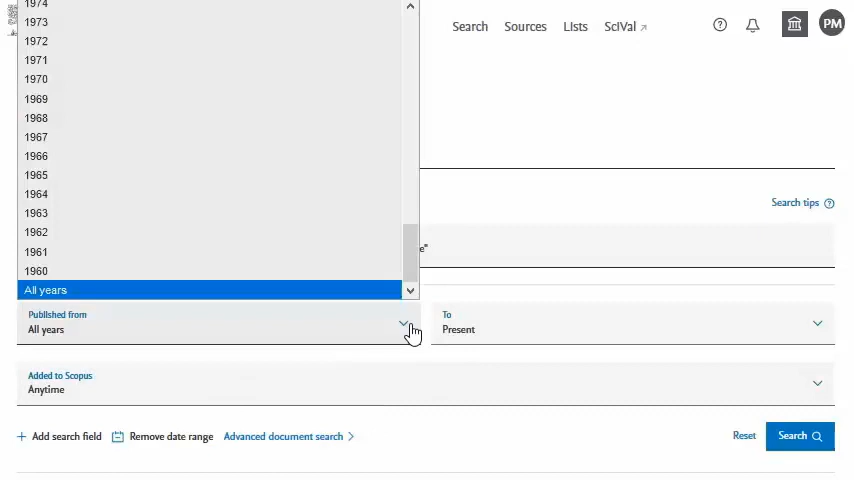 1974
1973
1972
1971
1970
1969
1968
1967
1966
1965
1964
1963
1962
1961
1960
All years
Search Sources Lists SciVal
PM
Search tips
e"
Published from
All years
To
Present
Added to Scopus
Anytime
+ Add search field Remove date range Advanced document search >
Reset Search